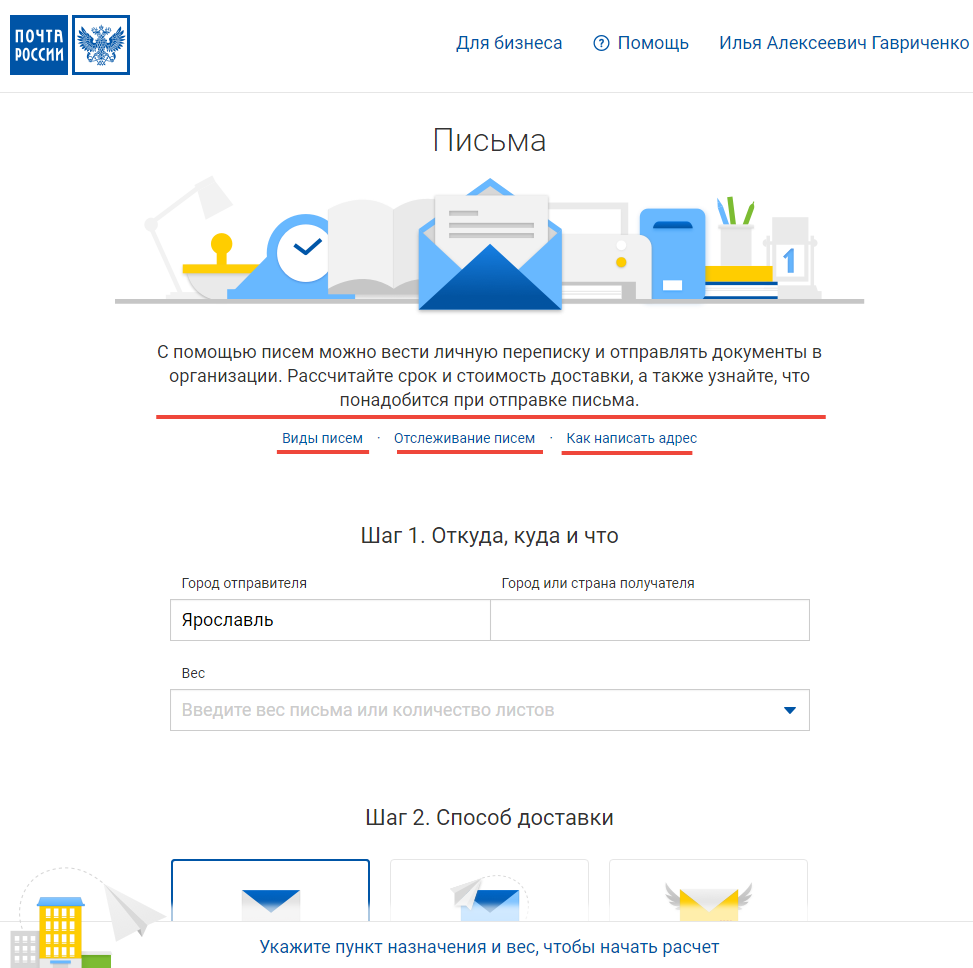 ПОЧТА
РОССИИ
Для бизнеса
Помощь
Илья Алексеевич Гавриченко
Письма
1
С помощью писем можно вести личную переписку и отправлять документы в
организации. Рассчитайте срок и стоимость доставки, а также узнайте, что
понадобится при отправке письма.
Виды писем · Отслеживание писем · Как написать адрес
Шаг 1. Откуда, куда и что
Город отправителя
Город или страна получателя
Ярославль
Вес
Введите вес письма или количество листов
Шаг 2. Способ доставки
Укажите пункт назначения и вес, чтобы начать расчет